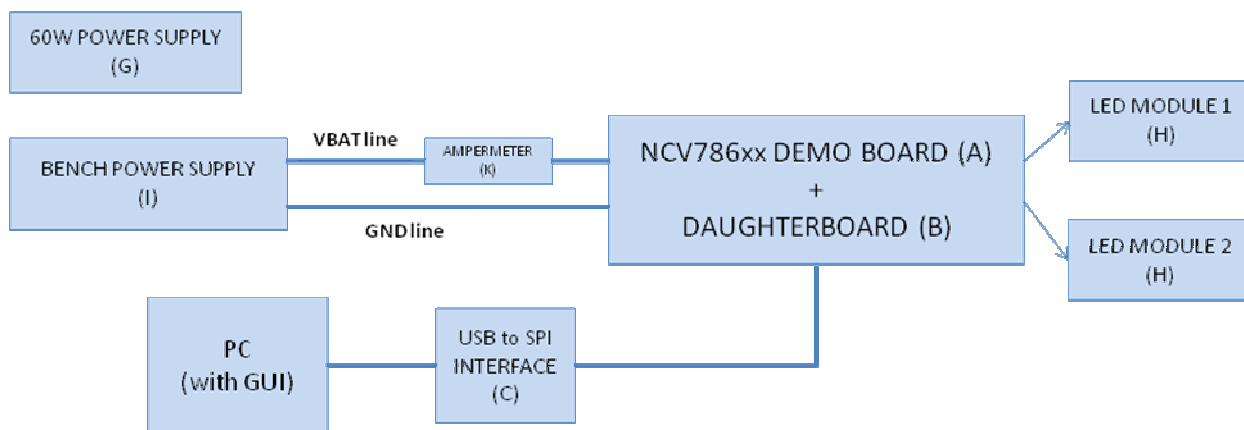 60W POWER SUPPLY
(G)
BENCH POWER SUPPLY
(I)
VBAT line
GND line
AMPERMETER
(K)
NCV786xx DEMO BOARD (A)
+
DAUGHTERBOARD (B)
LED MODULE 1
(H)
LED MODULE 2
(H)
PC
(with GUI)
USB to SPI
INTERFACE
(C)